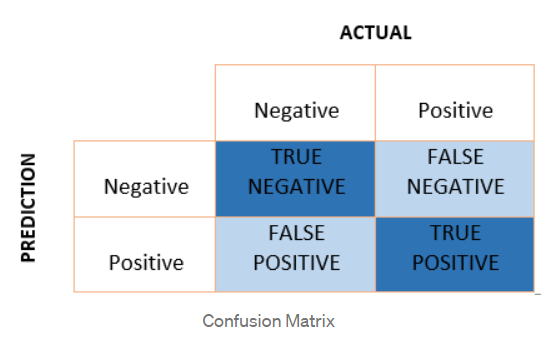 ACTUAL
Negative Positive
PREDICTION
Negative
TRUE
NEGATIVE
FALSE
NEGATIVE
Positive
FALSE
POSITIVE
TRUE
POSITIVE
Confusion Matrix